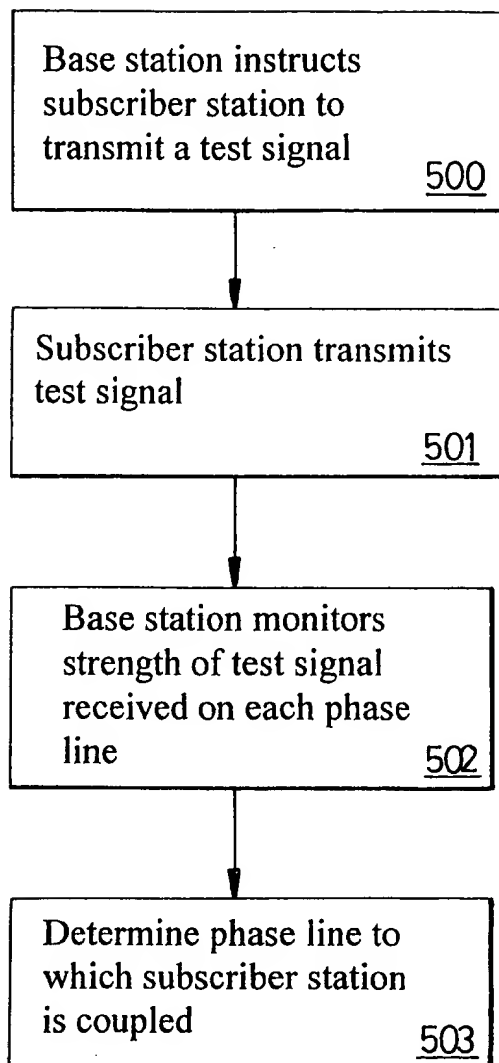 Base station instructs
subscriber station to
transmit a test signal
500
Subscriber station transmits
test signal
501
Base station monitors
strength of test signal
received on each phase
line
502
Determine phase line to
which subscriber station
is coupled
503